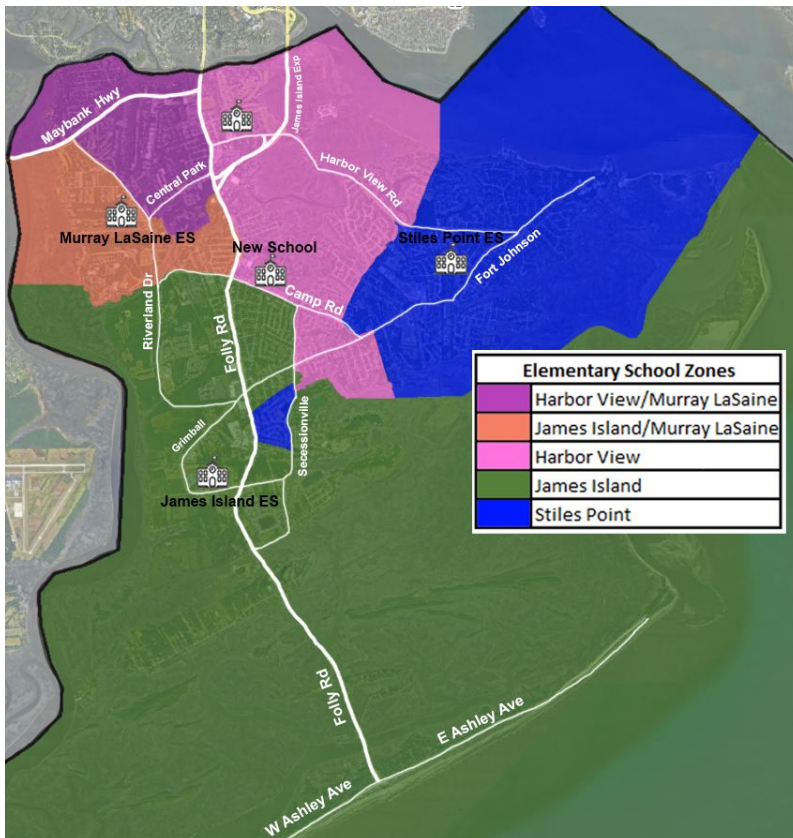 Maybank Hwy
James Island Exp
Central Park
Harbor View Rd
Murray LaSaine ES
New School
Stiles Point ES
Fort Johnson
Riverland Dr
Camp Rd
Folly Rd
Elementary School Zones
Harbor View/Murray LaSaine
James Island/Murray LaSaine
Harbor View
James Island
Stiles Point
Grimball
Secessionville
James Island ES
Folly Rd
E Ashley Ave
W Ashley Ave